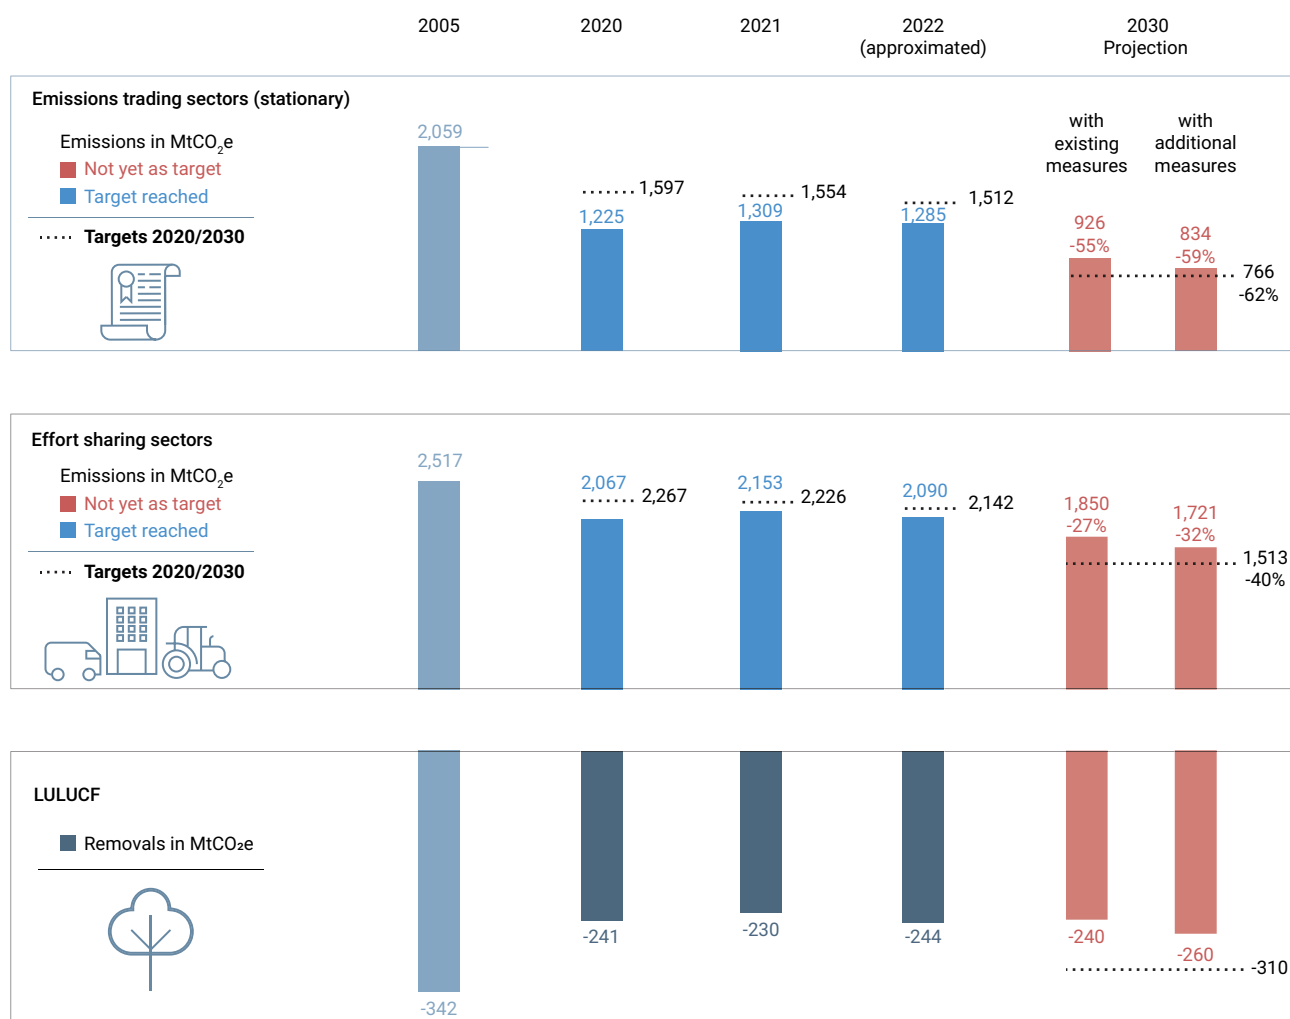 2005
2020
2021
2022
(approximated)
2030
Projection
Emissions trading sectors (stationary)
Emissions in MtCO₂e
Not yet as target
Target reached
Targets 2020/2030
2,059
1,597
1,225
1,554
1,309
1,512
1,285
with
existing
measures
with
additional
measures
926
-55%
834
-59%
766
-62%
Effort sharing sectors
Emissions in MtCO₂e
Not yet as target
Target reached
Targets 2020/2030
2,517
2,067
2,267
2,153
2,226
2,090
2,142
1,850
-27%
1,721
-32%
1,513
-40%
LULUCF
Removals in MtCO₂e
-342
-241
-230
-244
-240
-260
-310